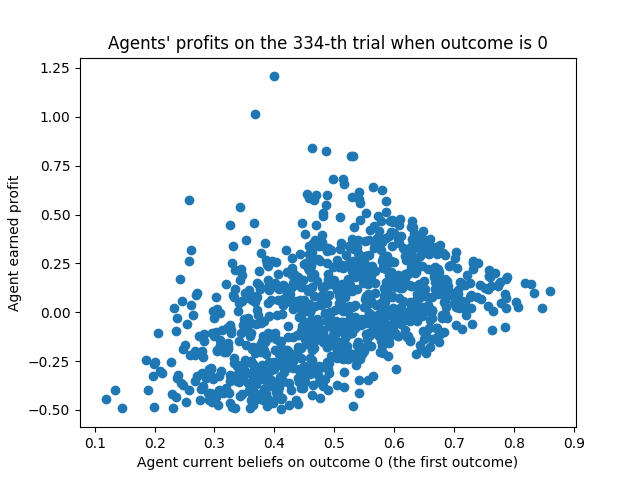 Agents' profits on the 334-th trial when outcome is 0
1.25
1.00
0.75
0.50
0.25
0.00
−0.25
−0.50
Agent earned profit
0.1 0.2 0.3 0.4 0.5 0.6 0.7 0.8 0.9
Agent current beliefs on outcome 0 (the first outcome)